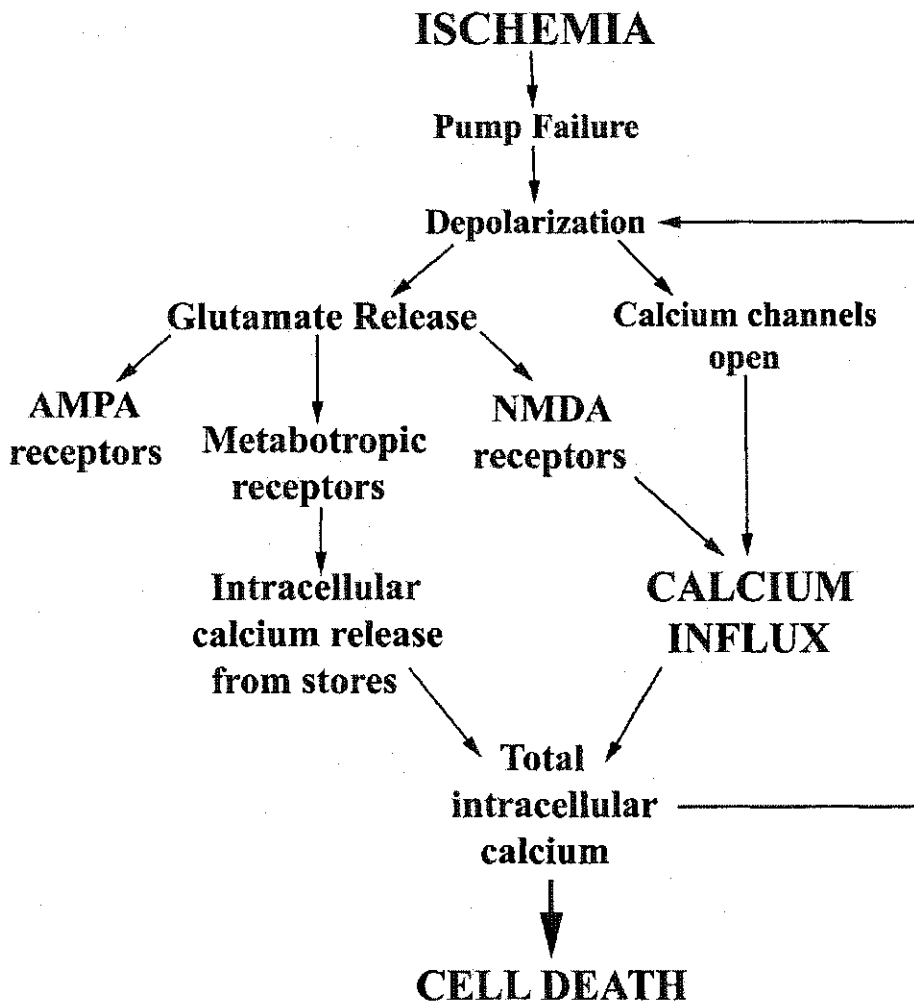 ISCHEMIA
Pump Failure
Depolarization
Glutamate Release
Calcium channels
open
AMPA
receptors
Metabotropic
receptors
NMDA
receptors
Intracellular
calcium release
from stores
CALCIUM
INFLUX
Total
intracellular
calcium
CELL DEATH